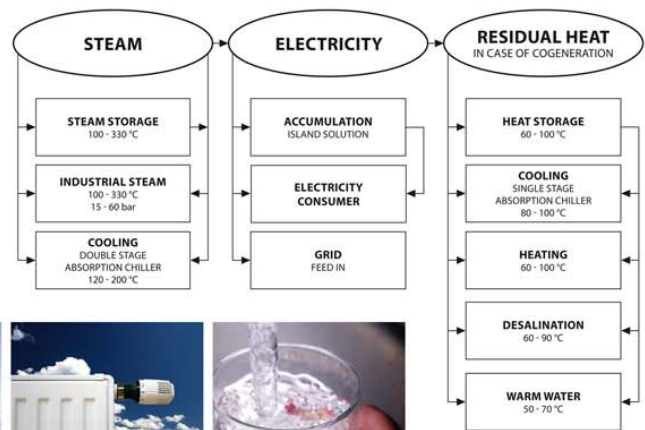 STEAM
STEAM STORAGE
100 - 330 °C
INDUSTRIAL STEAM
100 - 330 °C
15 - 60 bar
COOLING
DOUBLE STAGE
ABSORPTION CHILLER
120 - 200 °C
ELECTRICITY
ACCUMULATION
ISLAND SOLUTION
ELECTRICITY
CONSUMER
GRID
FEED IN
RESIDUAL HEAT
IN CASE OF COGENERATION
HEAT STORAGE
60 - 100 °C
COOLING
SINGLE STAGE
ABSORPTION CHILLER
80 - 100 °C
HEATING
60 - 100 °C
DESALINATION
60 - 90 °C
WARM WATER
50 - 70 °C